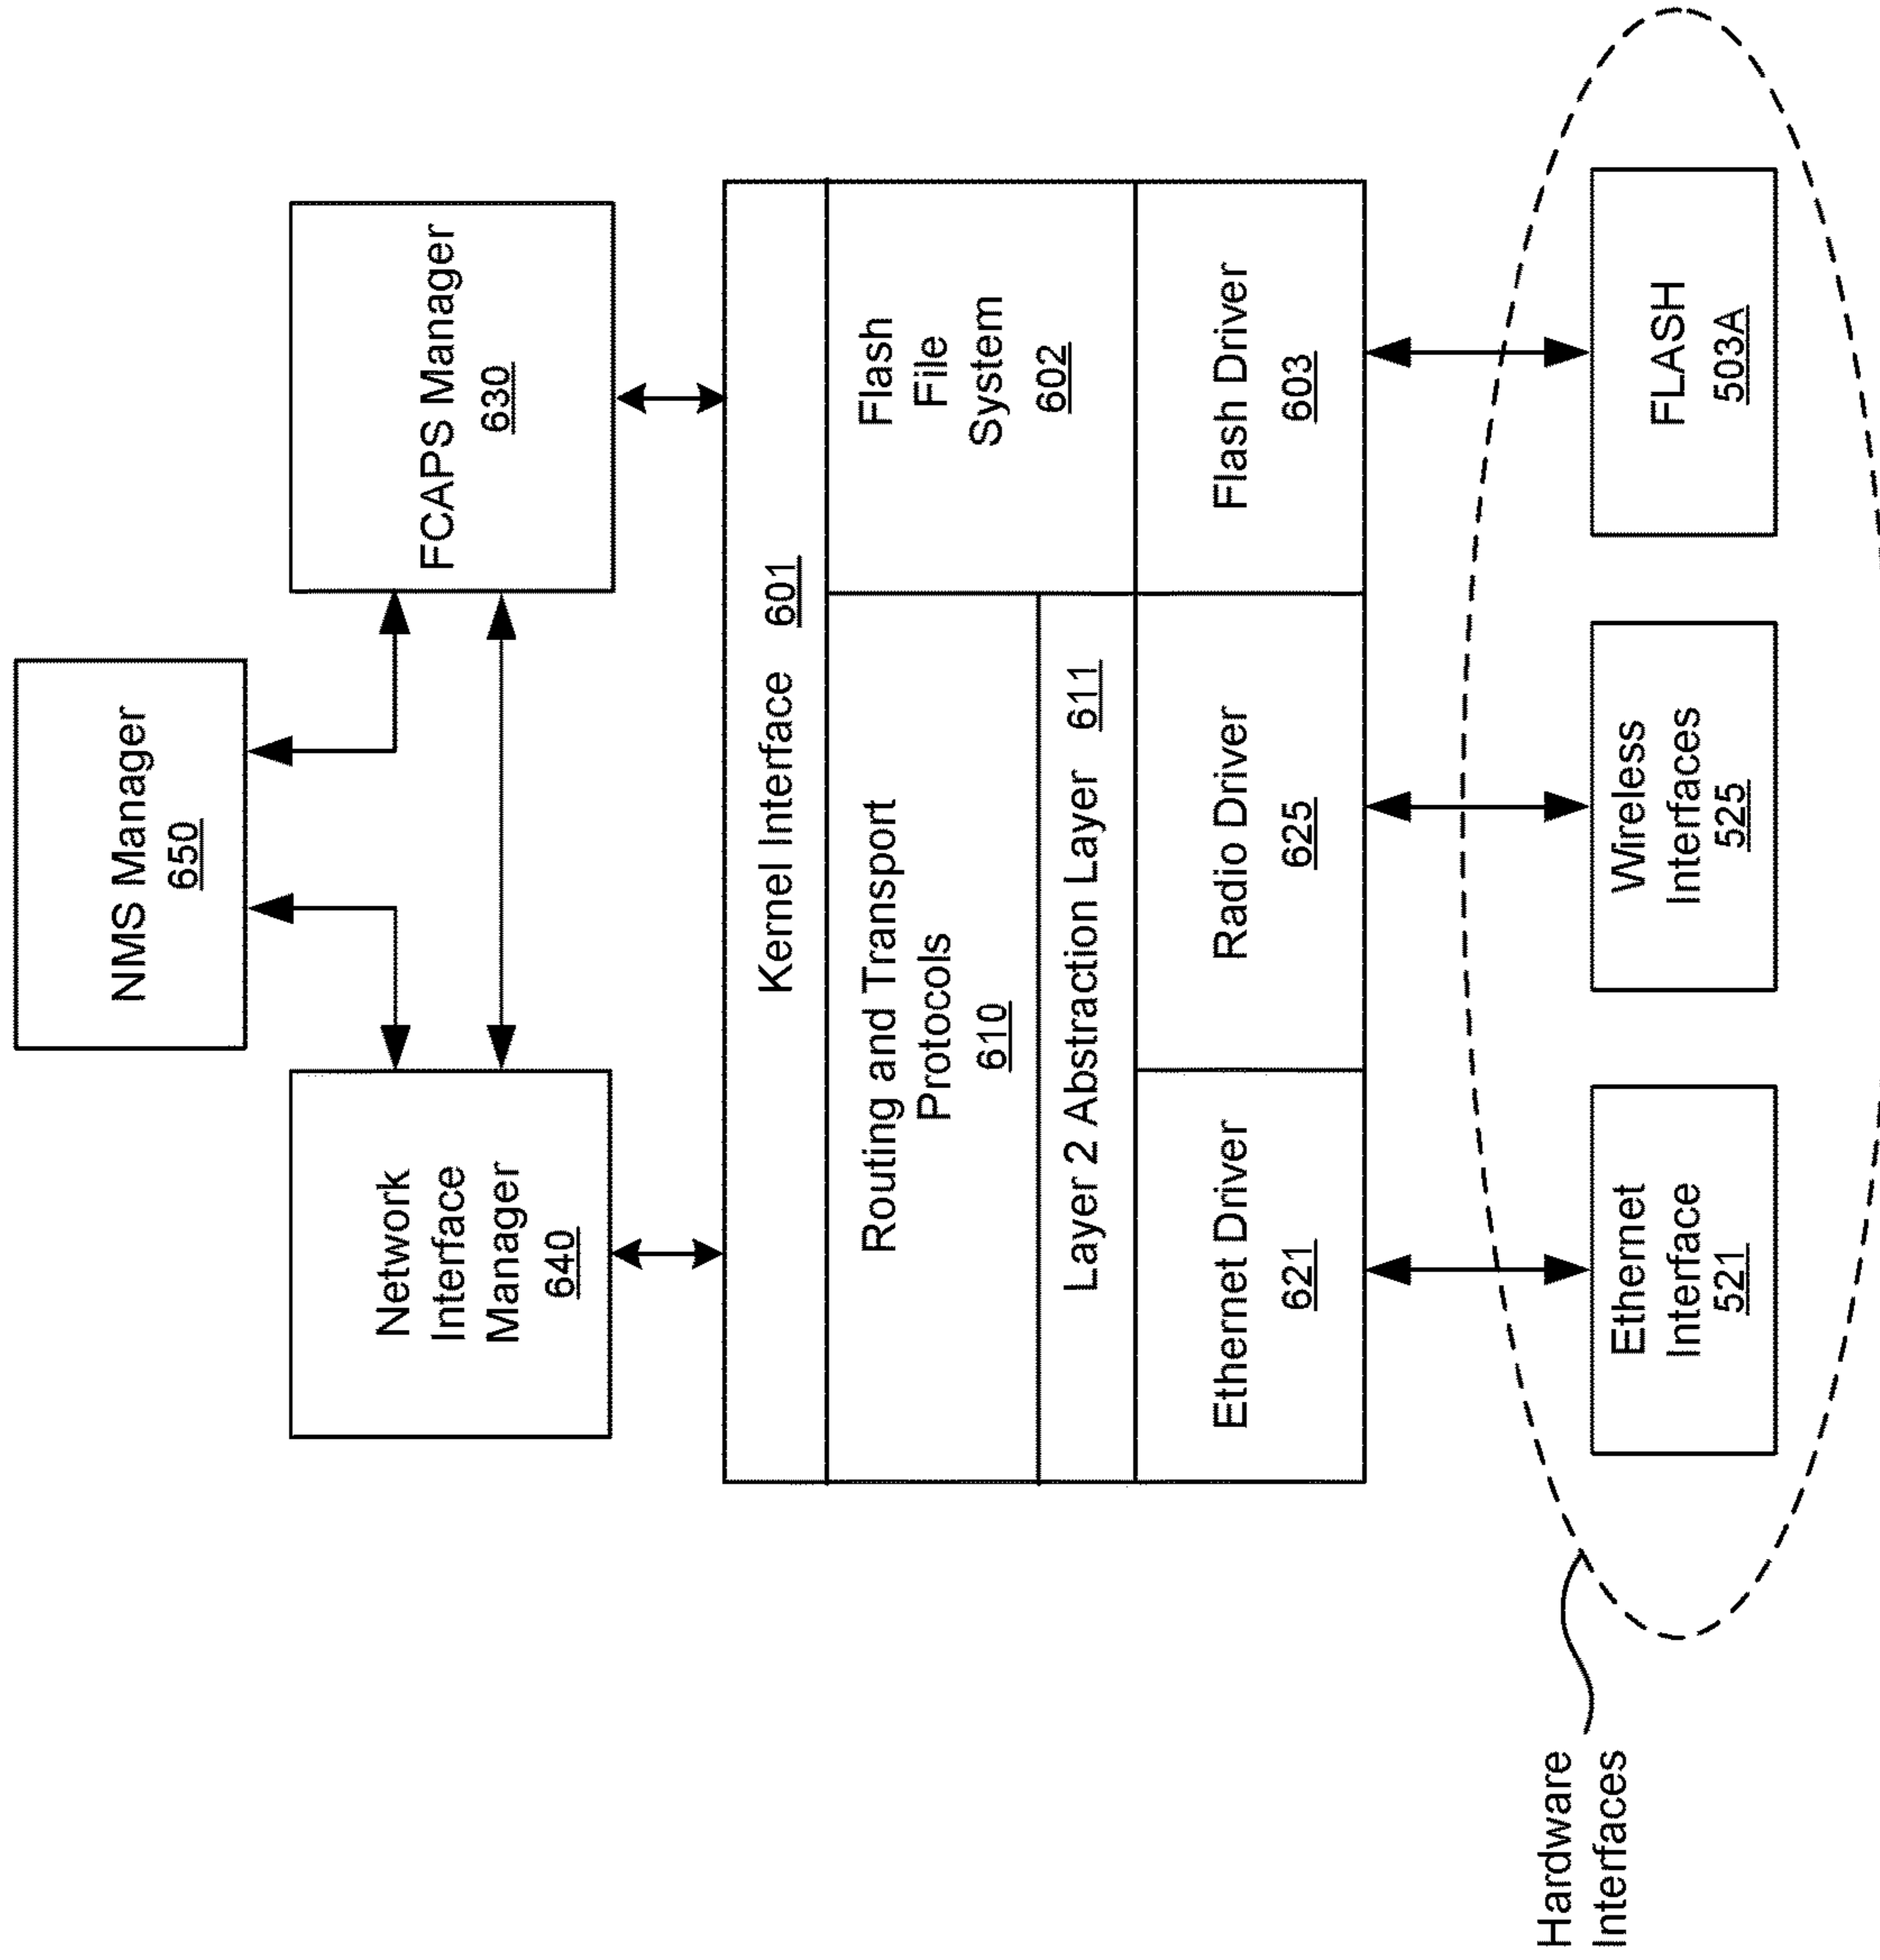 NMS Manager
650
Network
Interface
Manager
640
FCAPS Manager
630
Kernel Interface 601
Routing and Transport
Protocols
610
Flash
File
System
602
Layer 2 Abstraction Layer 611
Ethernet Driver
621
Radio Driver
625
Flash Driver
603
Ethernet
Interface
521
Wireless
Interfaces
525
FLASH
503A
Hardware
Interfaces